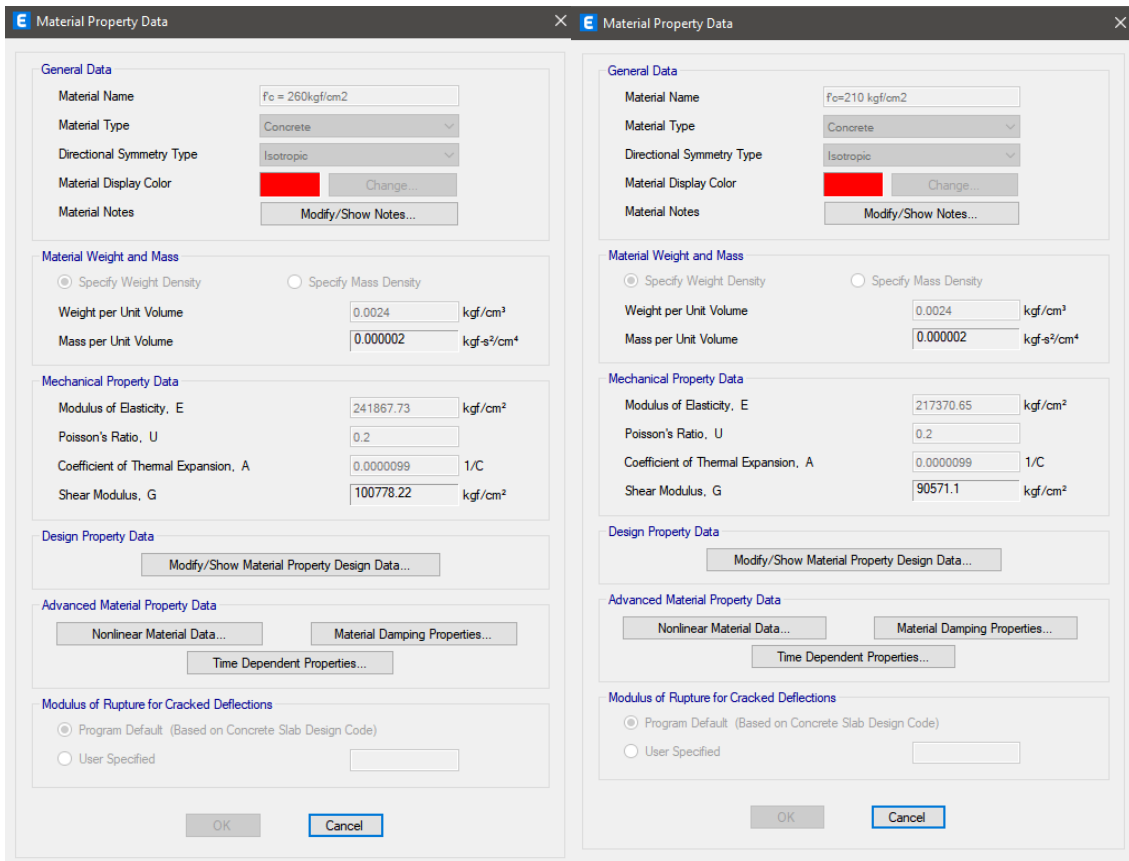 E Material Property Data
General Data
Material Name f'c = 260kgf/cm2
Material Type Concrete
Directional Symmetry Type Isotropic
Material Display Color Change...
Material Notes Modify/Show Notes...
Material Weight and Mass
Specify Weight Density Specify Mass Density
Weight per Unit Volume 0.0024 kgf/cm³
Mass per Unit Volume 0.000002 kgf-s²/cm⁴
Mechanical Property Data
Modulus of Elasticity, E 241867.73 kgf/cm²
Poisson's Ratio, U 0.2
Coefficient of Thermal Expansion, A 0.0000099 1/C
Shear Modulus, G 100778.22 kgf/cm²
Design Property Data
Modify/Show Material Property Design Data...
Advanced Material Property Data
Nonlinear Material Data... Material Damping Properties...
Time Dependent Properties...
Modulus of Rupture for Cracked Deflections
Program Default (Based on Concrete Slab Design Code)
User Specified
OK Cancel
E Material Property Data
General Data
Material Name f'c=210 kgf/cm2
Material Type Concrete
Directional Symmetry Type Isotropic
Material Display Color Change...
Material Notes Modify/Show Notes...
Material Weight and Mass
Specify Weight Density Specify Mass Density
Weight per Unit Volume 0.0024 kgf/cm³
Mass per Unit Volume 0.000002 kgf-s²/cm⁴
Mechanical Property Data
Modulus of Elasticity, E 217370.65 kgf/cm²
Poisson's Ratio, U 0.2
Coefficient of Thermal Expansion, A 0.0000099 1/C
Shear Modulus, G 90571.1 kgf/cm²
Design Property Data
Modify/Show Material Property Design Data...
Advanced Material Property Data
Nonlinear Material Data... Material Damping Properties...
Time Dependent Properties...
Modulus of Rupture for Cracked Deflections
Program Default (Based on Concrete Slab Design Code)
User Specified
OK Cancel